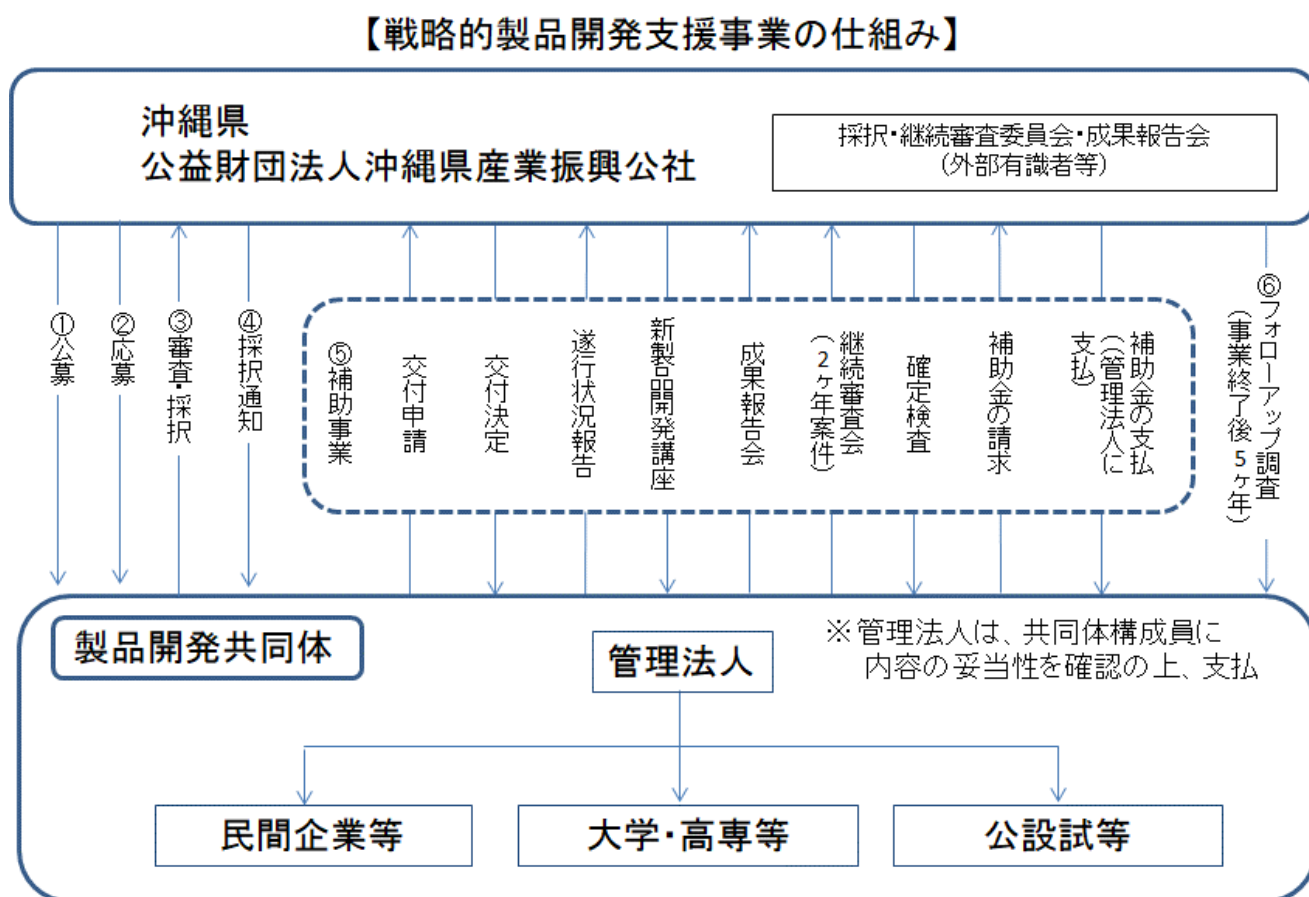 【戦略的製品開発支援事業の仕組み】
沖縄県
公益財団法人沖縄県産業振興公社
採択・継続審査委員会・成果報告会
(外部有識者等)
①公募
②応募
③審査・採択
④採択通知
⑤補助事業
交付申請
交付決定
遂行状況報告
新製品開発講座
成果報告会
継続審査会
(2ヶ年案件)
確定検査
補助金の請求
補助金の支払
((管理法人に
支払)
⑥フォローアップ調査
(事業終了後5ヶ年)
製品開発共同体
管理法人
※管理法人は、共同体構成員に
内容の妥当性を確認の上、支払
民間企業等
大学・高専等
公設試等